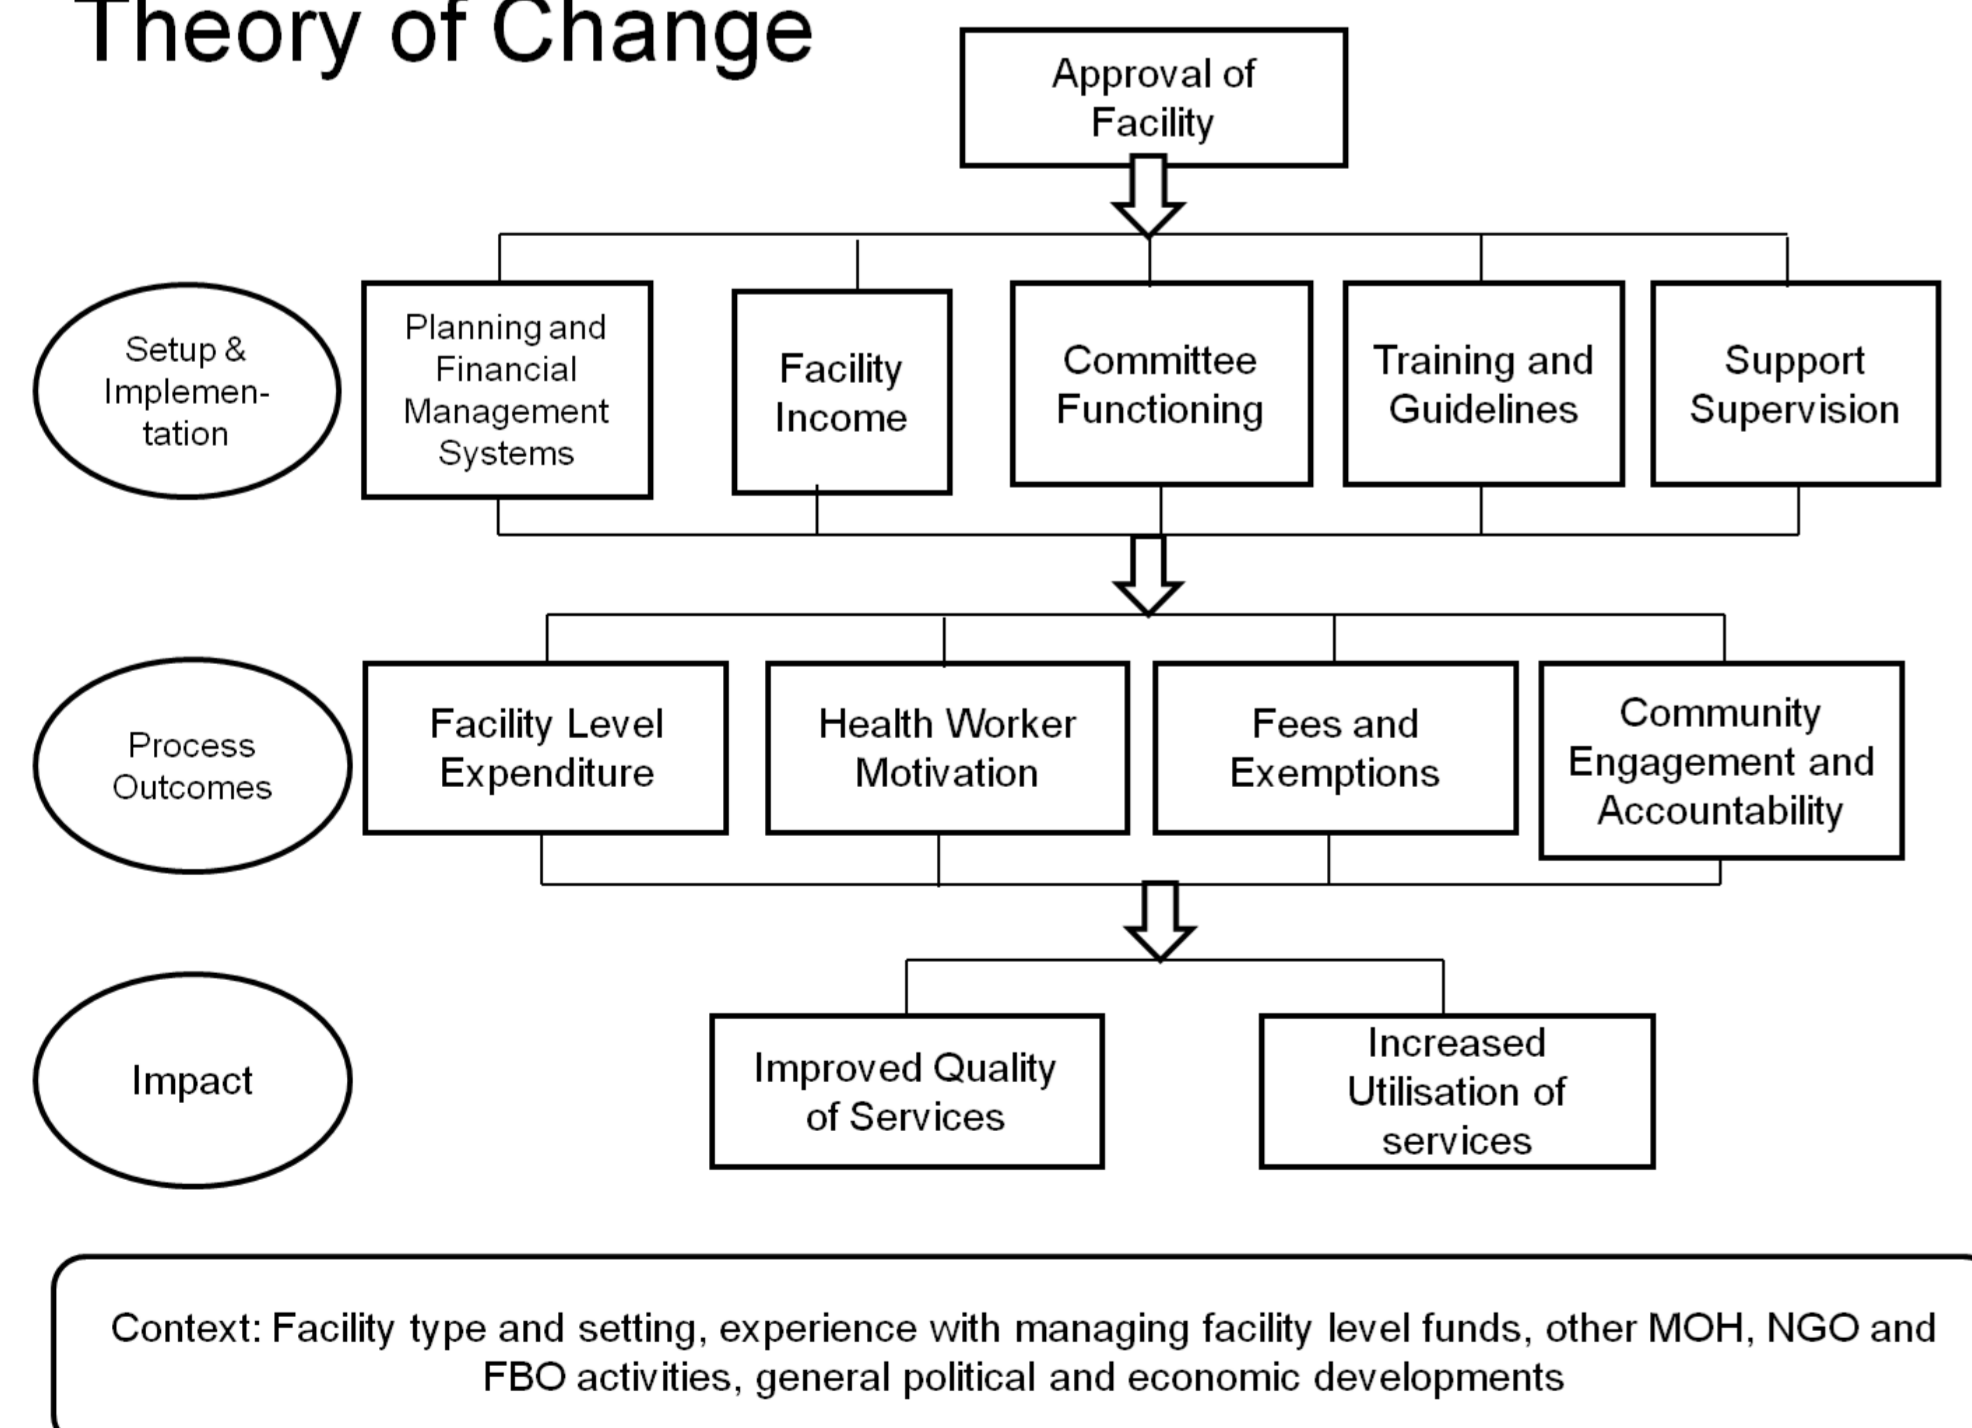 Theory of Change
Approval of
Facility
Setup &
Implemen-
tation
Planning and
Financial
Management
Systems
Facility
Income
Committee
Functioning
Training and
Guidelines
Support
Supervision
Process
Outcomes
Facility Level
Expenditure
Health Worker
Motivation
Fees and
Exemptions
Community
Engagement and
Accountability
Impact
Improved Quality
of Services
Increased
Utilisation of
services
Context: Facility type and setting, experience with managing facility level funds, other MOH, NGO and
FBO activities, general political and economic developments